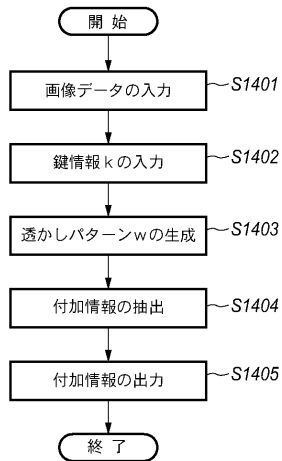 開 始
画像データの入力
S1401
鍵情報kの入力
S1402
透かしパターンwの生成
S1403
付加情報の抽出
S1404
付加情報の出力
S1405
終 了